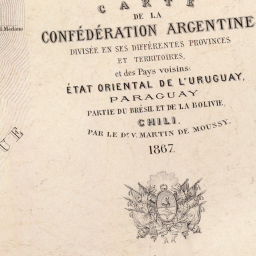 CARTE
DE LA
CONFÉDÉRATION ARGENTINE
DIVISÉE EN SES DIFFÉRENTES PROVINCES
ET TERRITOIRES,
et des Pays voisins:
ÉTAT ORIENTAL DE L'URUGUAY,
PARAGUAY
PARTIE DU BRÉSIL ET DE LA BOLIVIE,
CHILI,
PAR LE Dr. V. MARTIN DE MOUSSY.
1867.
UE